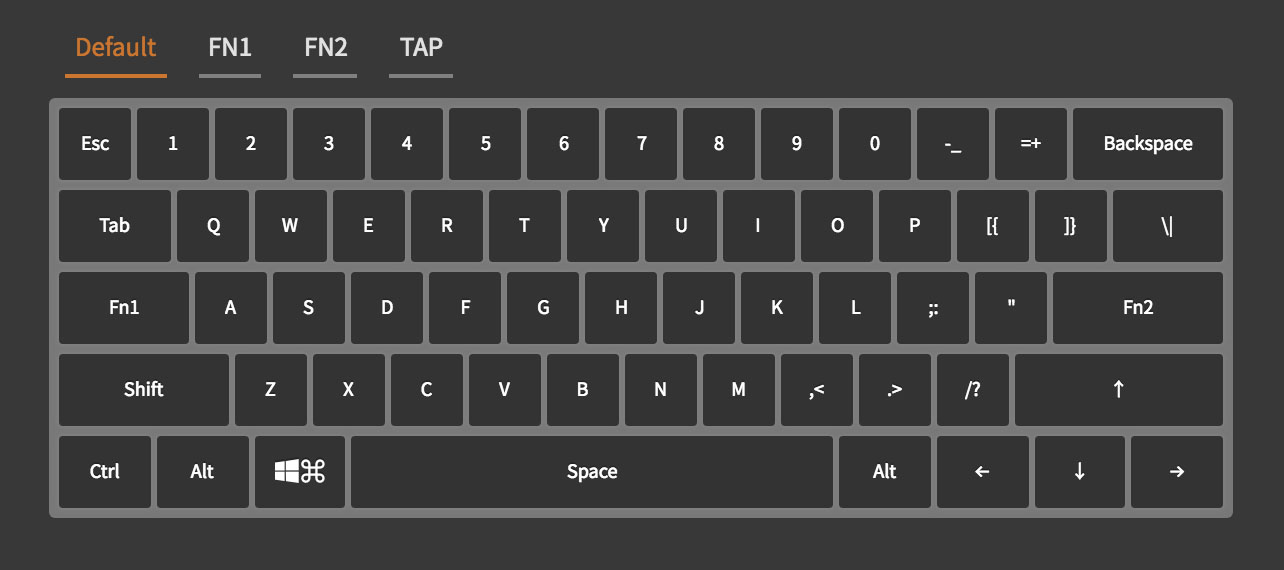 Default FN1 FN2 TAP
Esc 1 2 3 4 5 6 7 8 9 0 -_ =+ Backspace
Tab Q W E R T Y U I O P [{ ]} \|
Fn1 A S D F G H J K L ;: " Fn2
Shift Z X C V B N M ,< .> /? ↑
Ctrl Alt ⌘ Space Alt ← ↓ →